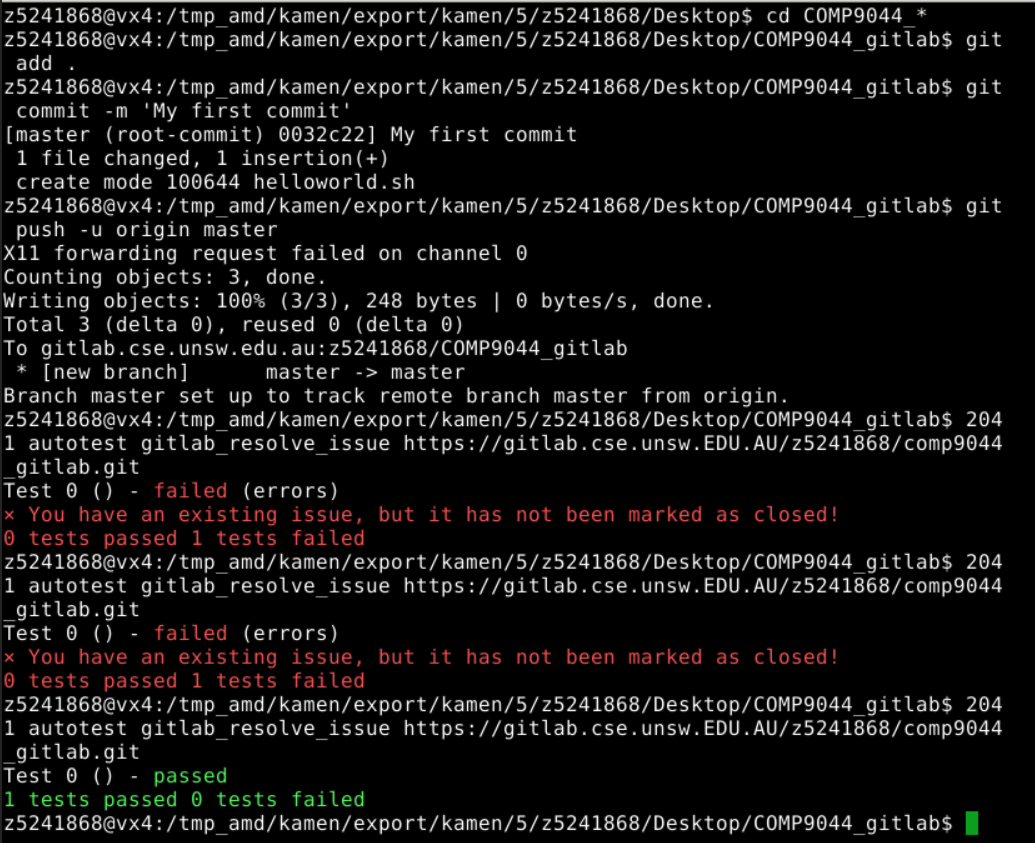 z5241868@vx4:/tmp_amd/kamen/export/kamen/5/z5241868/Desktop$ cd COMP9044_*
z5241868@vx4:/tmp_amd/kamen/export/kamen/5/z5241868/Desktop/COMP9044_gitlab$ git
 add .
z5241868@vx4:/tmp_amd/kamen/export/kamen/5/z5241868/Desktop/COMP9044_gitlab$ git
 commit -m 'My first commit'
[master (root-commit) 0032c22] My first commit
 1 file changed, 1 insertion(+)
 create mode 100644 helloworld.sh
z5241868@vx4:/tmp_amd/kamen/export/kamen/5/z5241868/Desktop/COMP9044_gitlab$ git
 push -u origin master
X11 forwarding request failed on channel 0
Counting objects: 3, done.
Writing objects: 100% (3/3), 248 bytes | 0 bytes/s, done.
Total 3 (delta 0), reused 0 (delta 0)
To gitlab.cse.unsw.edu.au:z5241868/COMP9044_gitlab
 * [new branch]      master -> master
Branch master set up to track remote branch master from origin.
z5241868@vx4:/tmp_amd/kamen/export/kamen/5/z5241868/Desktop/COMP9044_gitlab$ 204
1 autotest gitlab_resolve_issue https://gitlab.cse.unsw.EDU.AU/z5241868/comp9044
_gitlab.git
Test 0 () - failed (errors)
× You have an existing issue, but it has not been marked as closed!
0 tests passed 1 tests failed
z5241868@vx4:/tmp_amd/kamen/export/kamen/5/z5241868/Desktop/COMP9044_gitlab$ 204
1 autotest gitlab_resolve_issue https://gitlab.cse.unsw.EDU.AU/z5241868/comp9044
_gitlab.git
Test 0 () - failed (errors)
× You have an existing issue, but it has not been marked as closed!
0 tests passed 1 tests failed
z5241868@vx4:/tmp_amd/kamen/export/kamen/5/z5241868/Desktop/COMP9044_gitlab$ 204
1 autotest gitlab_resolve_issue https://gitlab.cse.unsw.EDU.AU/z5241868/comp9044
_gitlab.git
Test 0 () - passed
1 tests passed 0 tests failed
z5241868@vx4:/tmp_amd/kamen/export/kamen/5/z5241868/Desktop/COMP9044_gitlab$